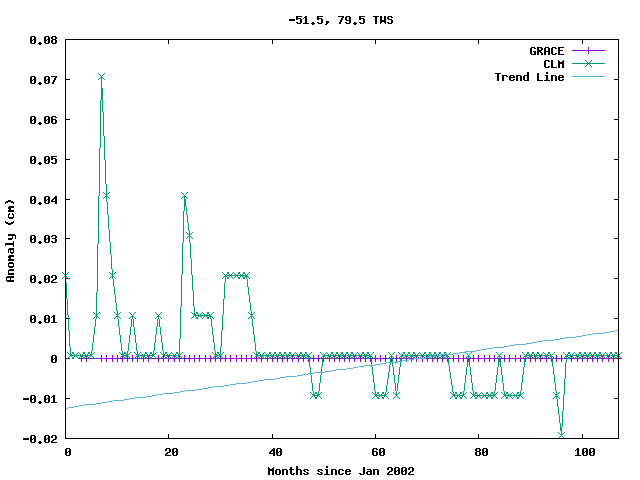 -51.5, 79.5 TWS
GRACE
CLM
Trend Line
0.08
0.07
0.06
0.05
0.04
0.03
0.02
0.01
0
-0.01
-0.02
Anomaly (cm)
0 20 40 60 80 100
Months since Jan 2002